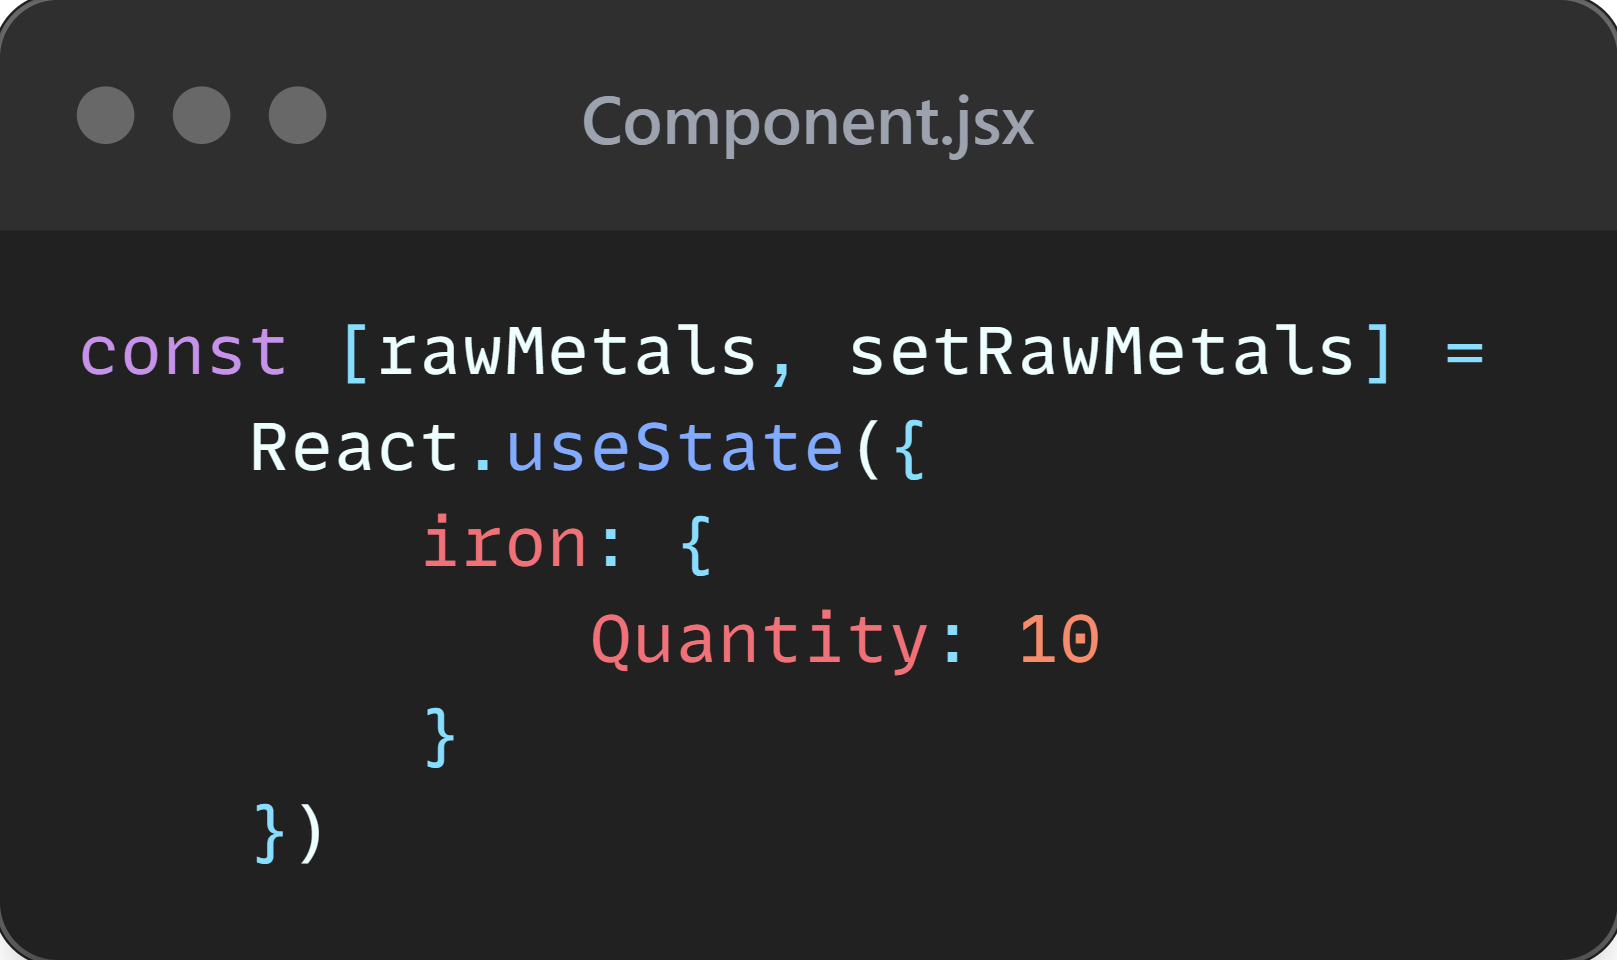 Component.jsx
const [rawMetals, setRawMetals] =
    React.useState({
        iron: {
            Quantity: 10
        }
    })